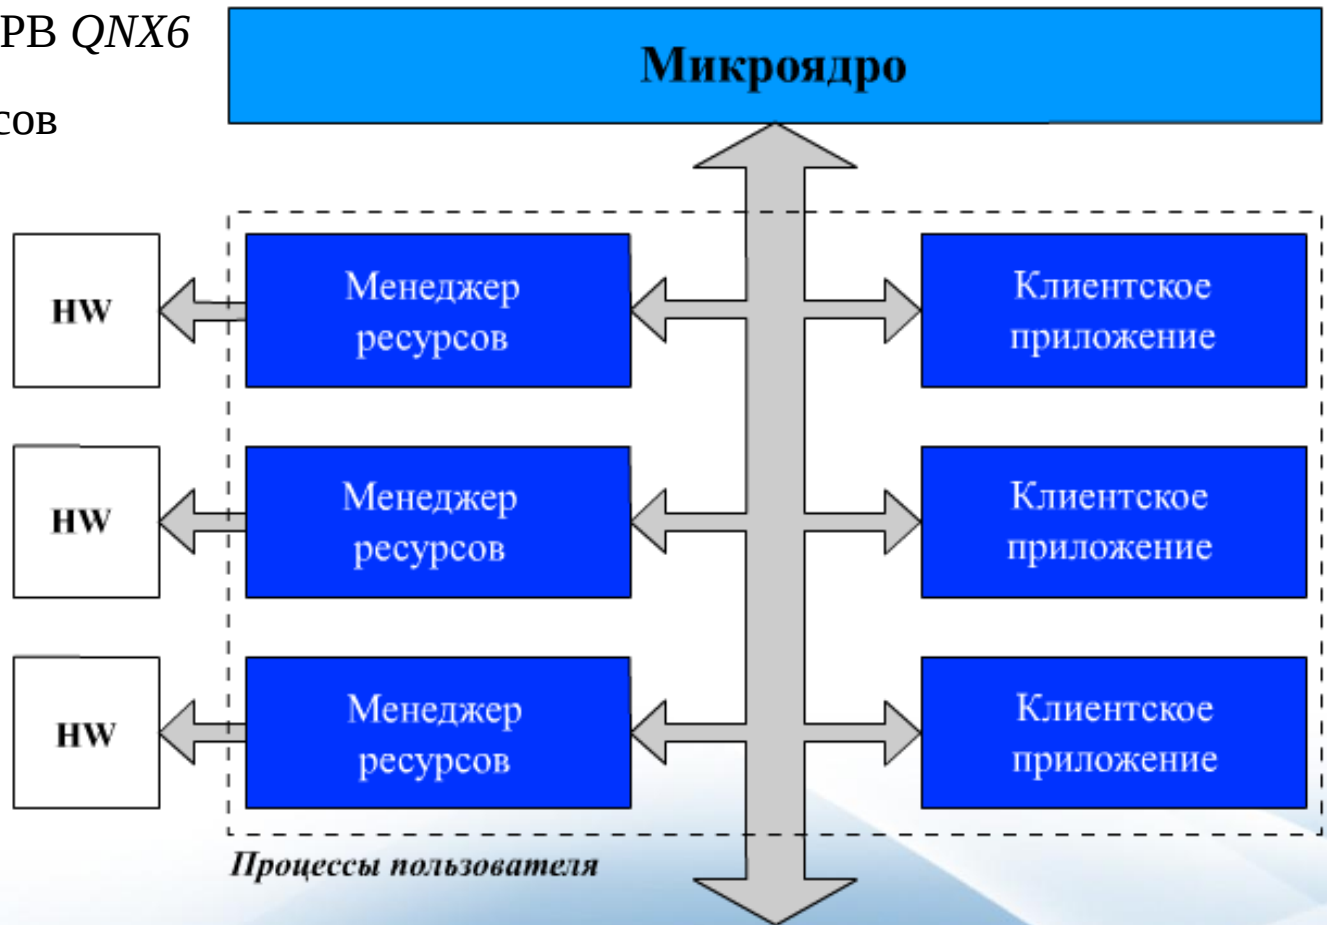 РВ QNX6
сов
Микроядро
HW
Менеджер
ресурсов
Клиентское
приложение
HW
Менеджер
ресурсов
Клиентское
приложение
HW
Менеджер
ресурсов
Клиентское
приложение
Процессы пользователя